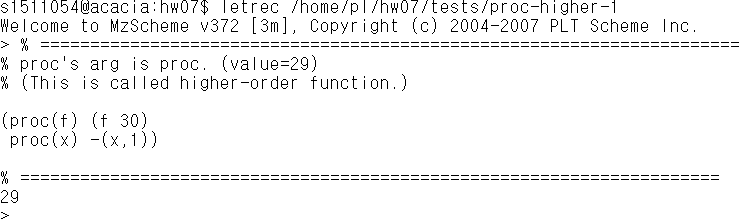 s1511054@acacia:hw07$ letrec /home/pl/hw07/tests/proc-higher-1
Welcome to MzScheme v372 [3m], Copyright (c) 2004-2007 PLT Scheme Inc.
> % ======================================================================
% proc's arg is proc. (value=29)
% (This is called higher-order function.)
(proc(f) (f 30)
 proc(x) -(x,1))
% ======================================================================
29
>